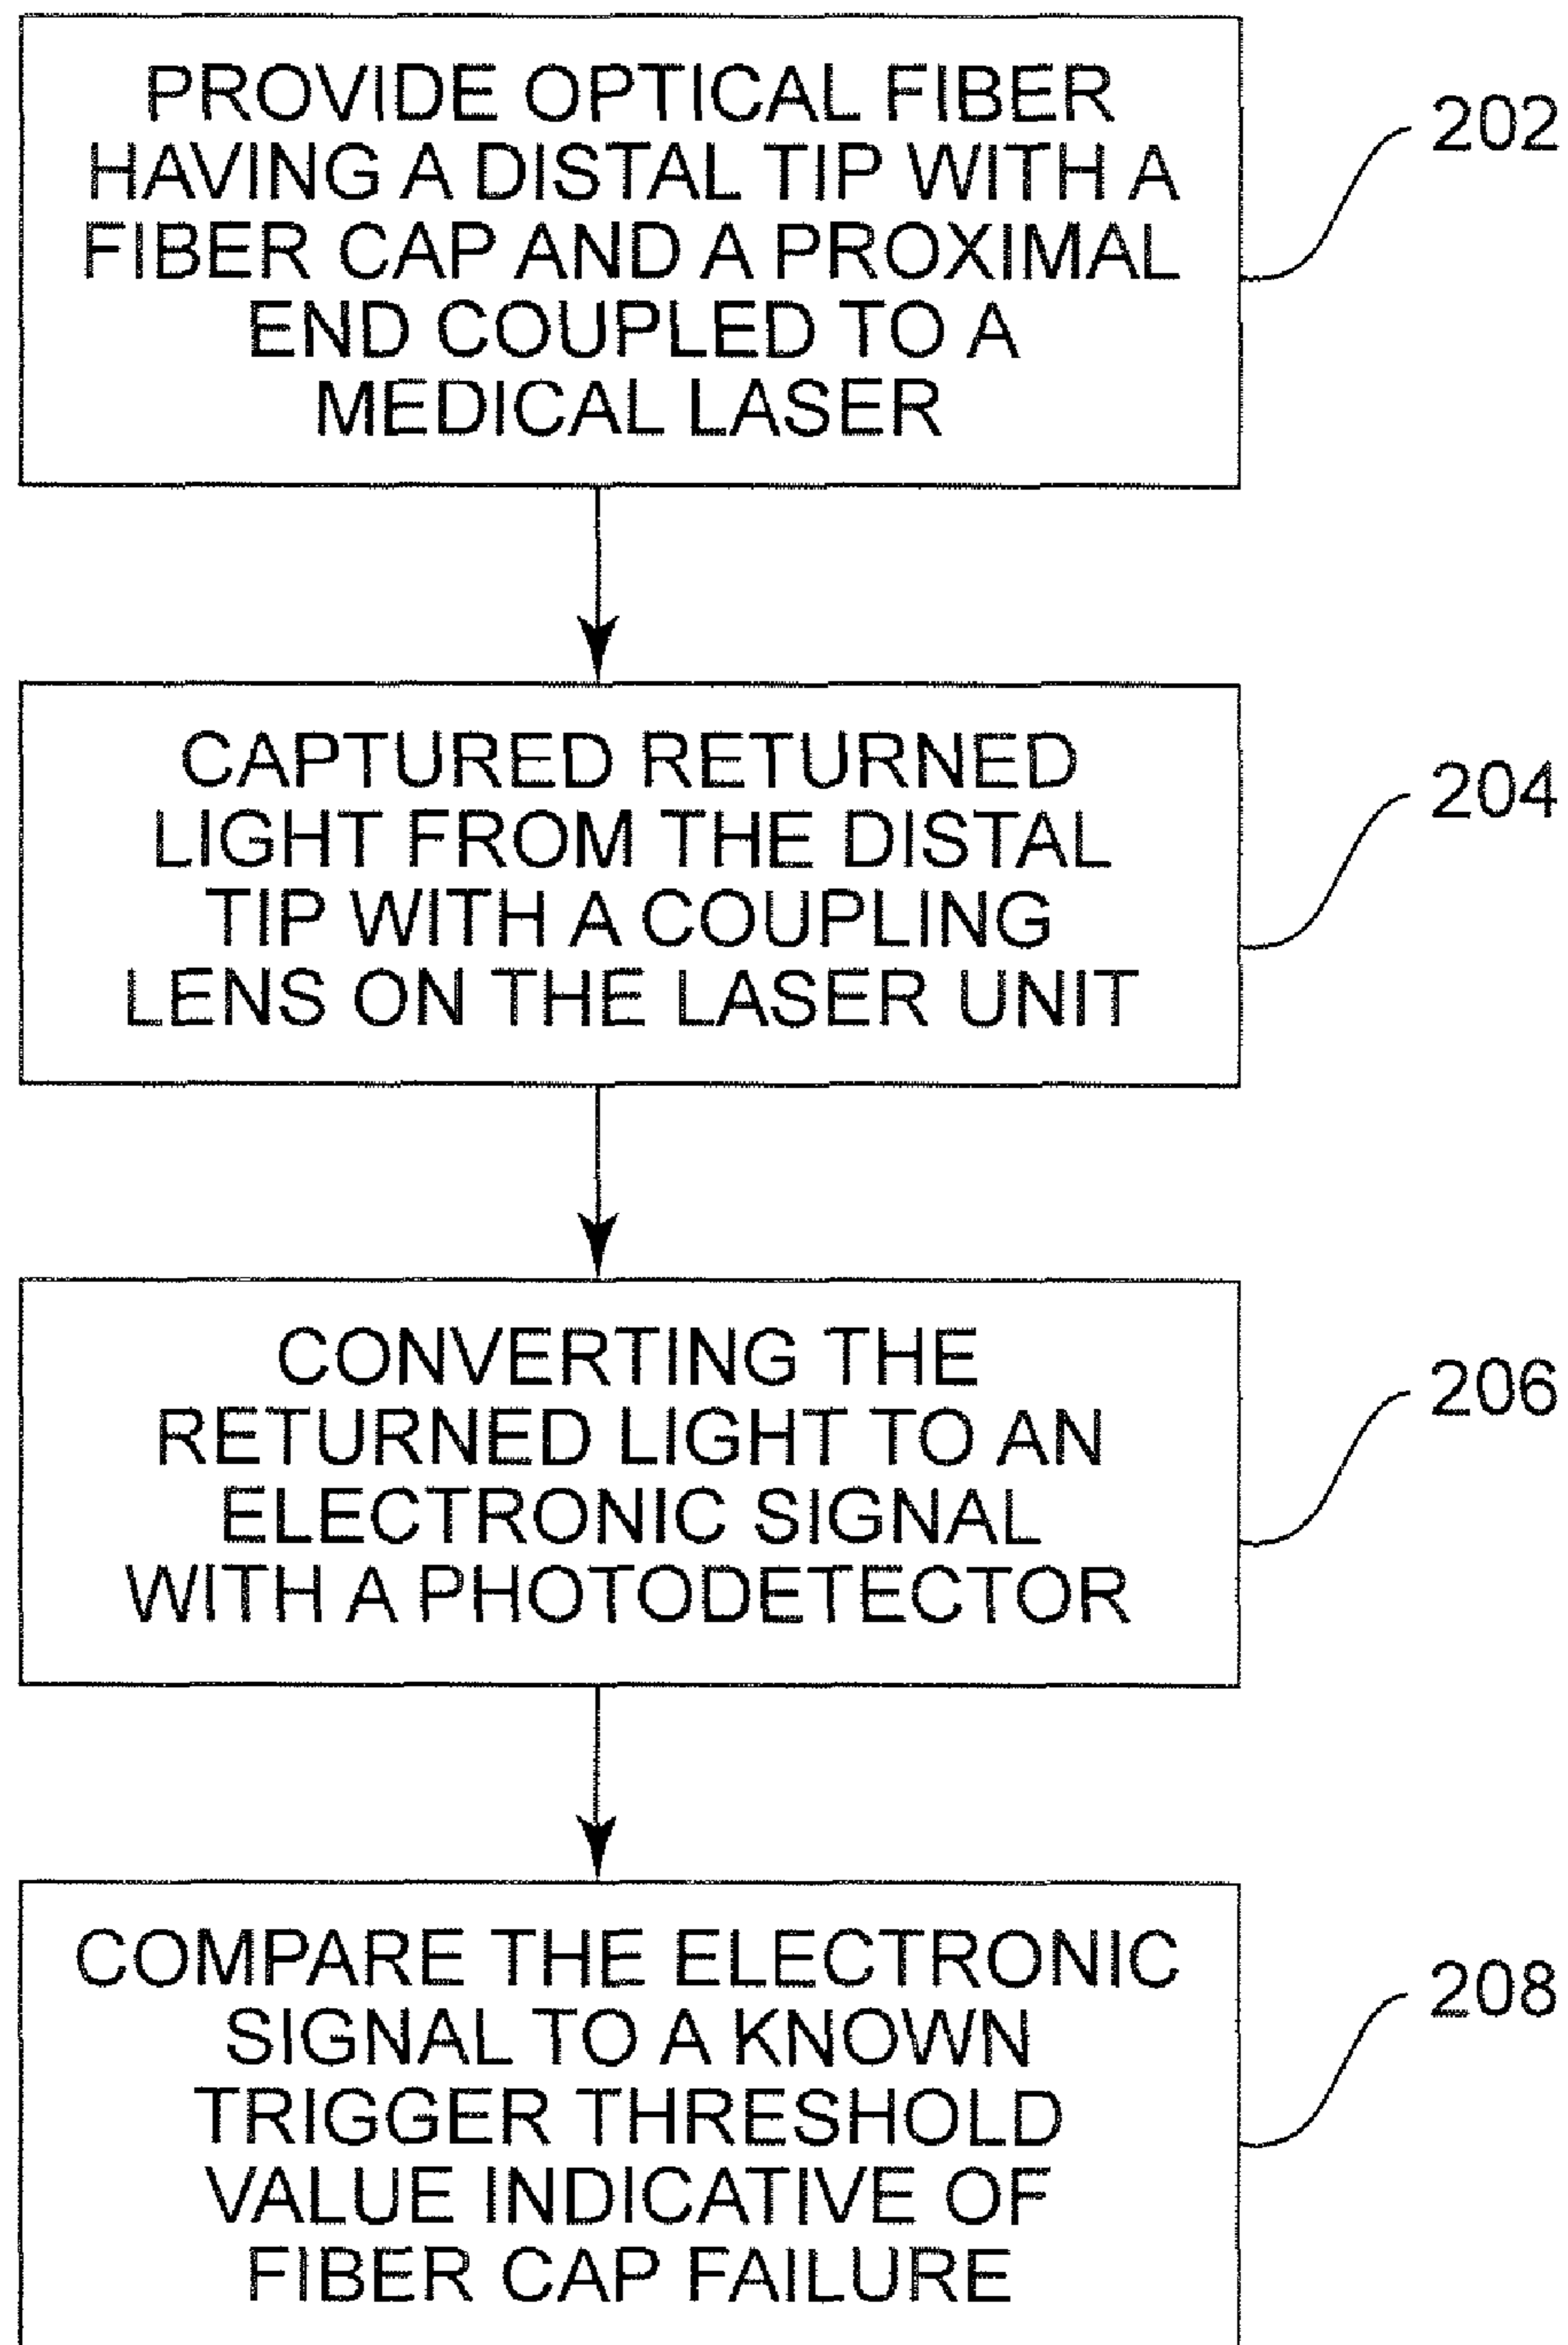 PROVIDE OPTICAL FIBER
HAVING A DISTAL TIP WITH A
FIBER CAP AND A PROXIMAL
END COUPLED TO A
MEDICAL LASER
202
CAPTURED RETURNED
LIGHT FROM THE DISTAL
TIP WITH A COUPLING
LENS ON THE LASER UNIT
204
CONVERTING THE
RETURNED LIGHT TO AN
ELECTRONIC SIGNAL
WITH A PHOTODETECTOR
206
COMPARE THE ELECTRONIC
SIGNAL TO A KNOWN
TRIGGER THRESHOLD
VALUE INDICATIVE OF
FIBER CAP FAILURE
208